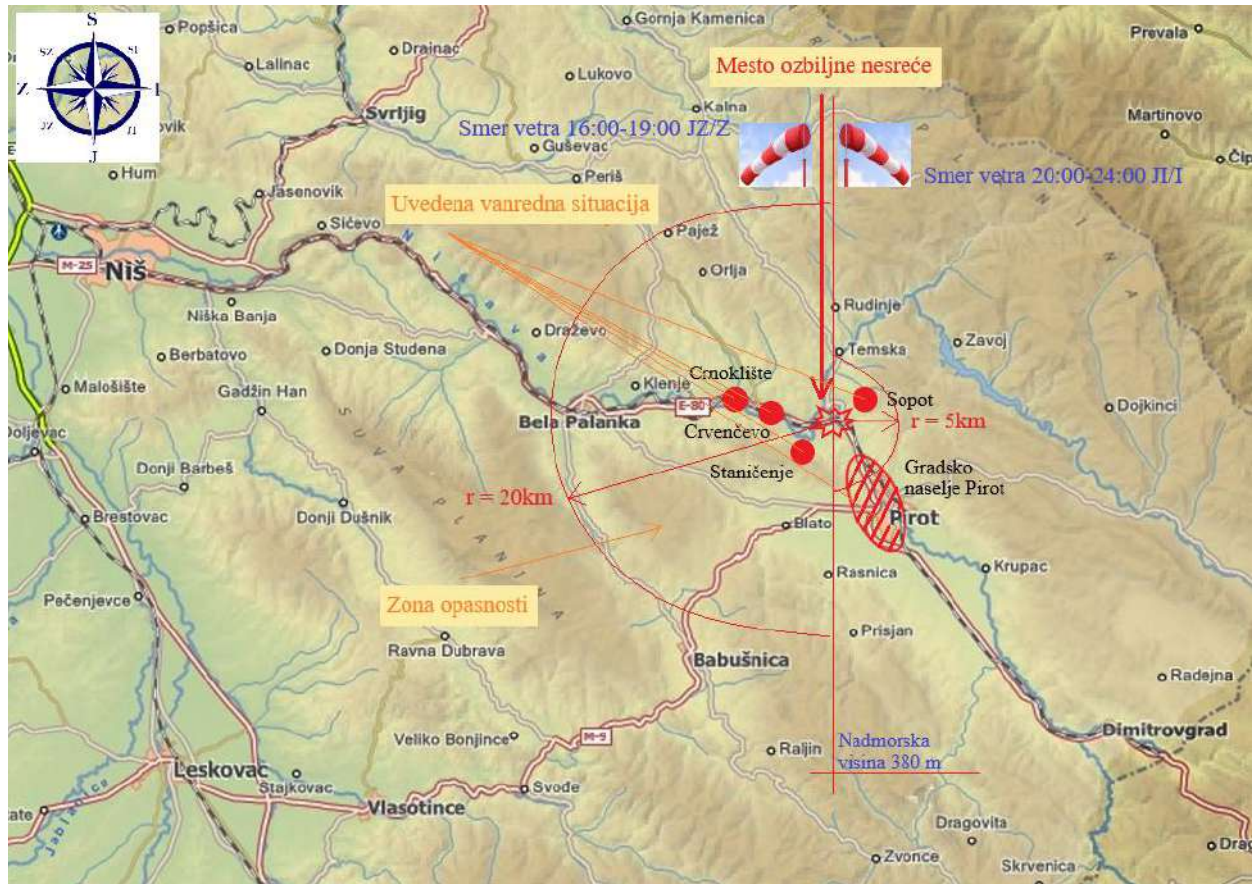 S
SZ
SI
Z
I
JZ
JI
J
Popšica
Drainac
Lalinac
Gornja Kamenica
Lukovo
Mesto ozbiljne nesreće
Prevala
Martinovo
Kalna
Svrljig
Smer vetra 16:00-19:00 JZ/Z
Guševac
Smer vetra 20:00-24:00 JI/I
Hum
Periš
Jasenovik
Uvedena vanredna situacija
Sićevo
Nišava
Pajež
M-25
Niš
Orlja
Niška Banja
Rudinje
Draževo
Zavoj
Berbatovo
Donja Studena
Temska
Malošište
Gadžin Han
Klenje
Crnoklište
Sopot
Dojkinci
E-80
Bela Palanka
Crvenčevo
r = 5km
Doljevac
Staničenje
SUVA PLANINA
Donji Barbeš
Gradsko
naselje Pirot
r = 20km
Donji Dušnik
Brestovac
Pirot
Blato
Rasnica
Krupac
Pečenjevce
Zona opasnosti
Prisjan
Ravna Dubrava
Babušnica
Radejna
Dimitrovgrad
Veliko Bonjince
M-9
Raljin
Nadmorska
visina 380 m
Leskovac
Stajkovac
Svođe
Vlasotince
Jablanica
Dragovita
Zvonce
Skrvenica